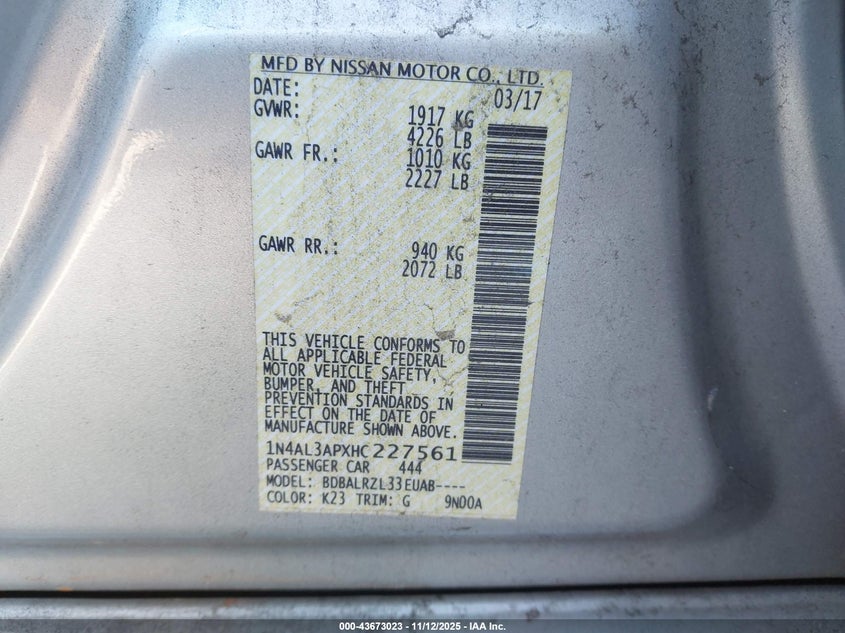 MFD BY NISSAN MOTOR CO., LTD.
DATE: 03/17
GVWR: 1917 KG
4226 LB
GAWR FR.: 1010 KG
2227 LB
GAWR RR.: 940 KG
2072 LB
THIS VEHICLE CONFORMS TO
ALL APPLICABLE FEDERAL
MOTOR VEHICLE SAFETY,
BUMPER, AND THEFT
PREVENTION STANDARDS IN
EFFECT ON THE DATE OF
MANUFACTURE SHOWN ABOVE.
1N4AL3APXHC227561
PASSENGER CAR 444
MODEL: BDBALRZL33EUAB----
COLOR: K23 TRIM: G 9N00A
000-43673023 - 11/12/2025 - IAA Inc.